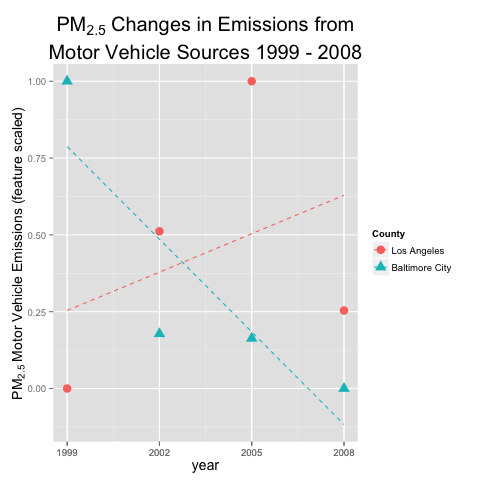 PM2.5 Changes in Emissions from
Motor Vehicle Sources 1999 - 2008
PM2.5 Motor Vehicle Emissions (feature scaled)
1.00
0.75
0.50
0.25
0.00
1999
2002
2005
2008
year
County
Los Angeles
Baltimore City